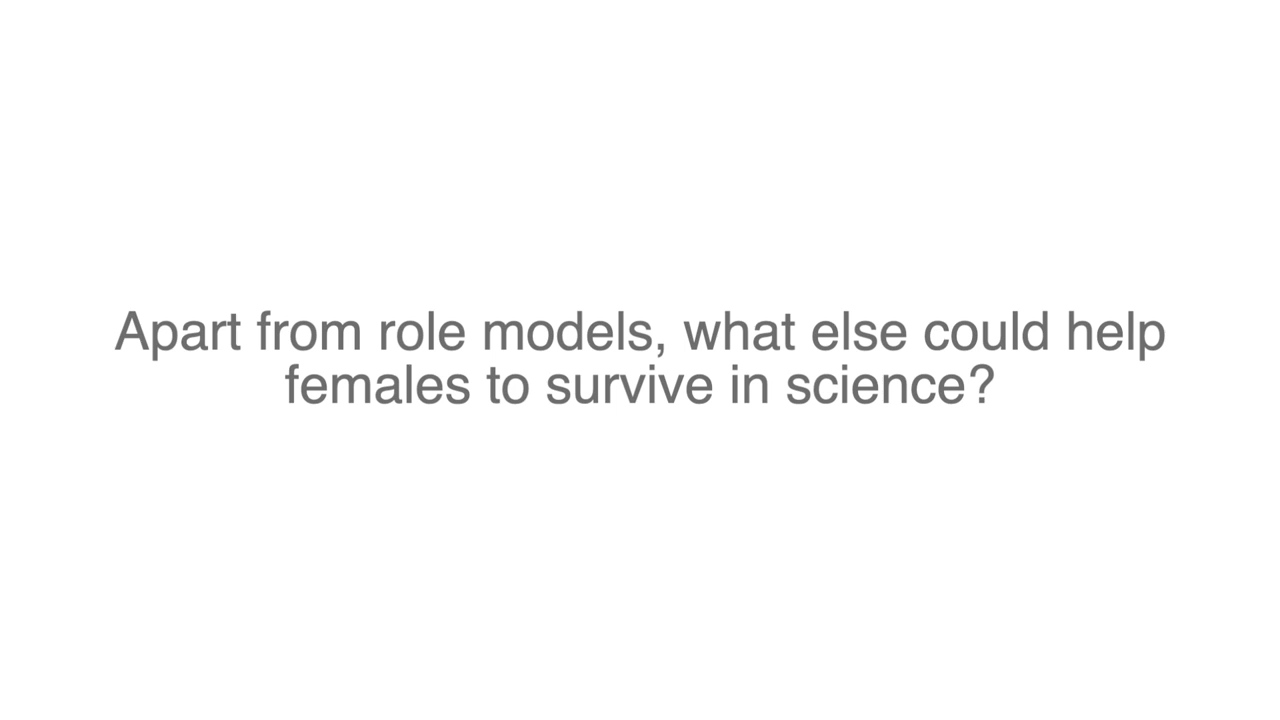 Apart from role models, what else could help
females to survive in science?